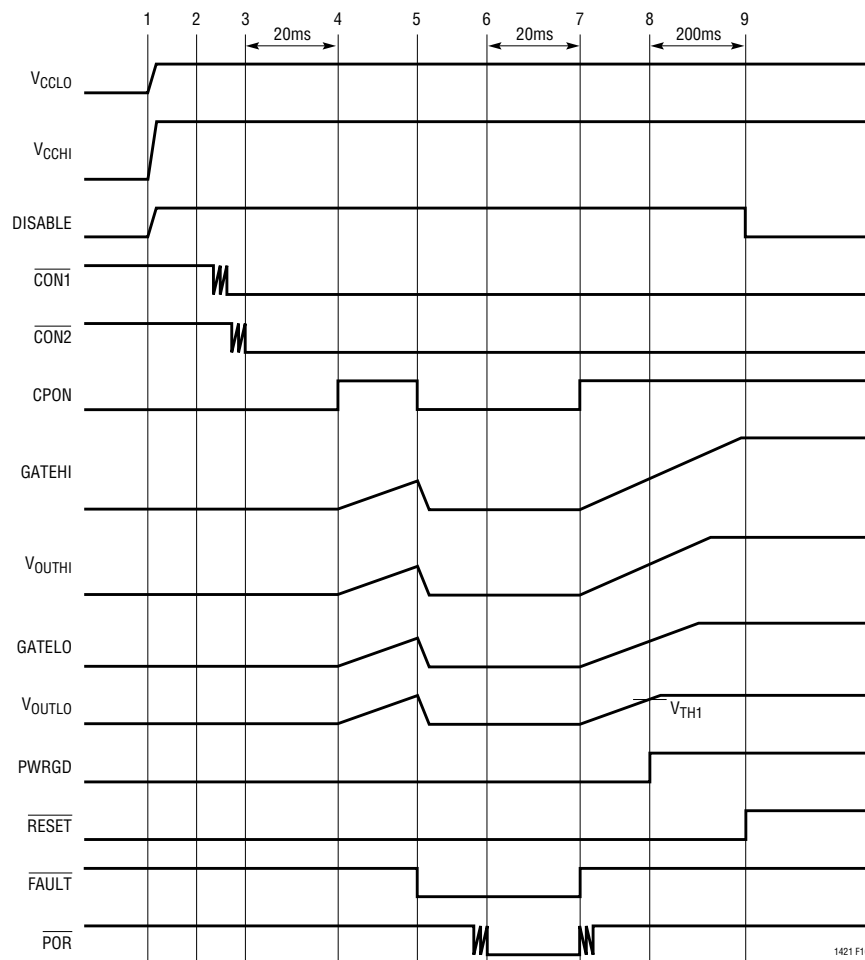 1 2 3 4 5 6 7 8 9
20ms 20ms 200ms
VCCLO
VCCHI
DISABLE
CON1
CON2
CPON
GATEHI
VOUTHI
GATELO
VOUTLO
VTH1
PWRGD
RESET
FAULT
POR
1421 F1